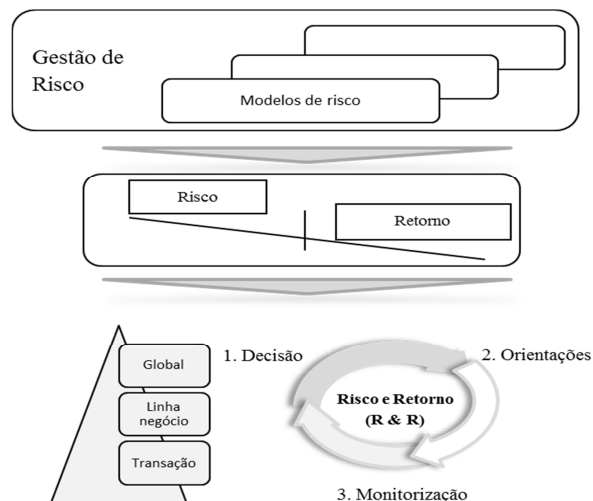 Gestão de
Risco
Modelos de risco
Risco
Retorno
Global
Linha
negócio
Transação
1. Decisão
2. Orientações
Risco e Retorno
(R & R)
3. Monitorização